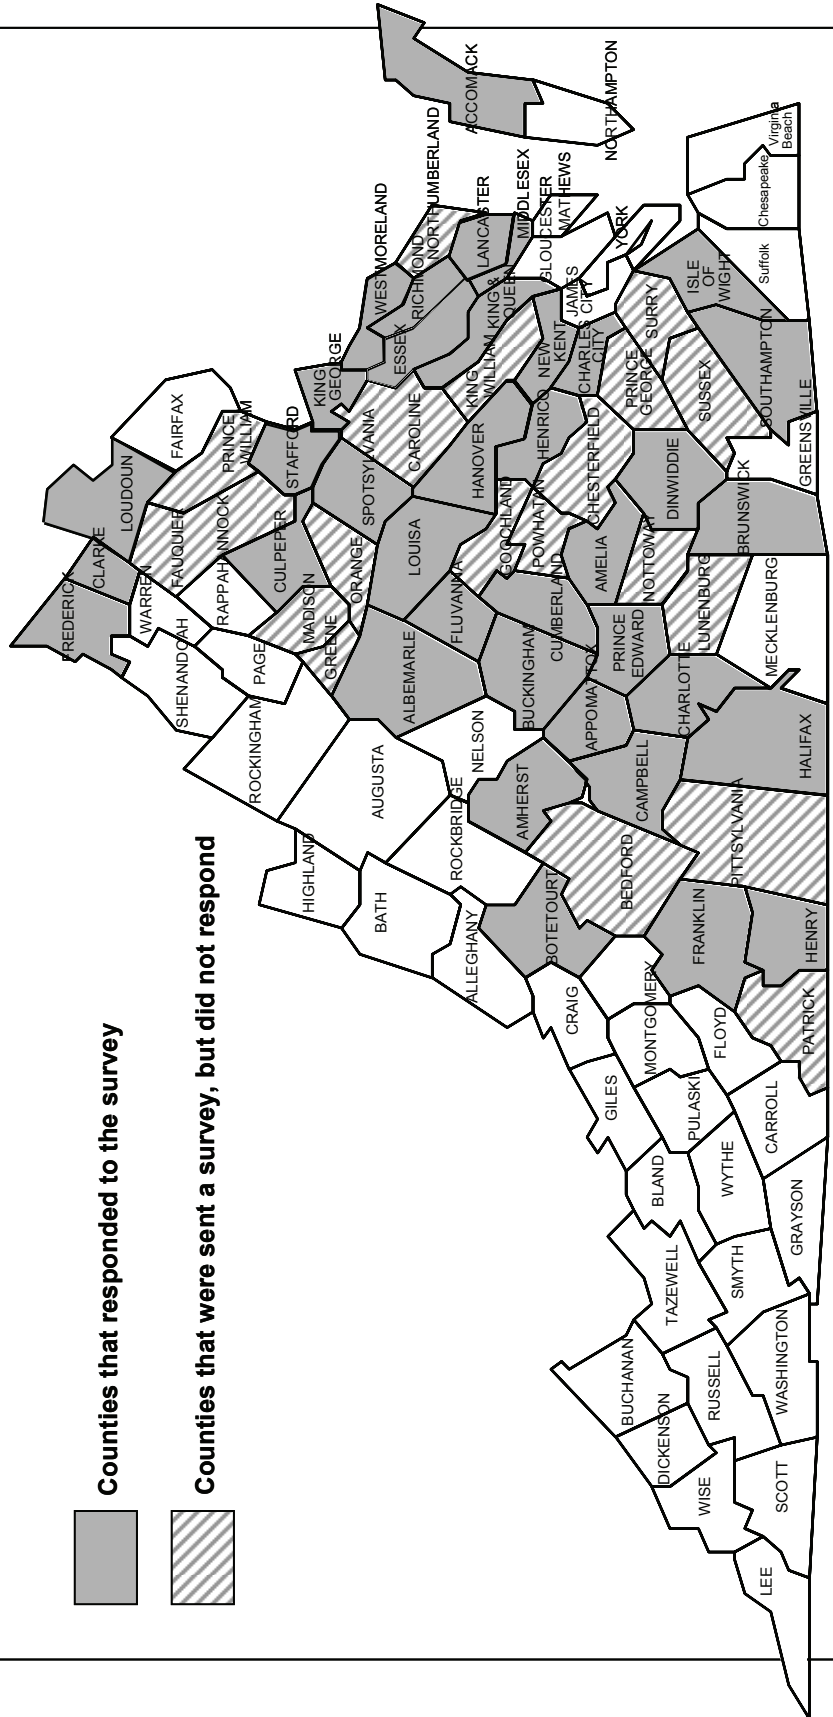 Counties that responded to the survey
Counties that were sent a survey, but did not respond
FREDERICK
CLARKE
LOUDOUN
WARREN
FAUQUIER
FAIRFAX
PRINCE
WILLIAM
SHENANDOAH
RAPPAHANNOCK
PAGE
CULPEPER
STAFFORD
KING
GEORGE
ROCKINGHAM
MADISON
GREENE
ORANGE
SPOTSYLVANIA
CAROLINE
WESTMORELAND
ESSEX
RICHMOND
NORTHUMBERLAND
LANCASTER
MIDDLESEX
MATHEWS
GLOUCESTER
KING &
QUEEN
KING
WILLIAM
ACCOMACK
NORTHAMPTON
HIGHLAND
AUGUSTA
ALBEMARLE
LOUISA
FLUVANNA
HANOVER
GOOCHLAND
HENRICO
NEW
KENT
JAMES
CITY
YORK
CHARLES
CITY
BATH
ROCKBRIDGE
NELSON
BUCKINGHAM
CUMBERLAND
POWHATAN
CHESTERFIELD
PRINCE
GEORGE
SURRY
ISLE
OF
WIGHT
ALLEGHANY
BOTETOURT
AMHERST
APPOMATTOX
PRINCE
EDWARD
AMELIA
NOTTOWAY
DINWIDDIE
SUSSEX
SOUTHAMPTON
Suffolk
Chesapeake
Virginia
Beach
CRAIG
BEDFORD
CAMPBELL
CHARLOTTE
LUNENBURG
BRUNSWICK
GREENSVILLE
GILES
MONTGOMERY
FRANKLIN
PITTSYLVANIA
HALIFAX
MECKLENBURG
BLAND
PULASKI
FLOYD
HENRY
PATRICK
BUCHANAN
TAZEWELL
WYTHE
CARROLL
DICKENSON
RUSSELL
SMYTH
GRAYSON
WISE
SCOTT
WASHINGTON
LEE